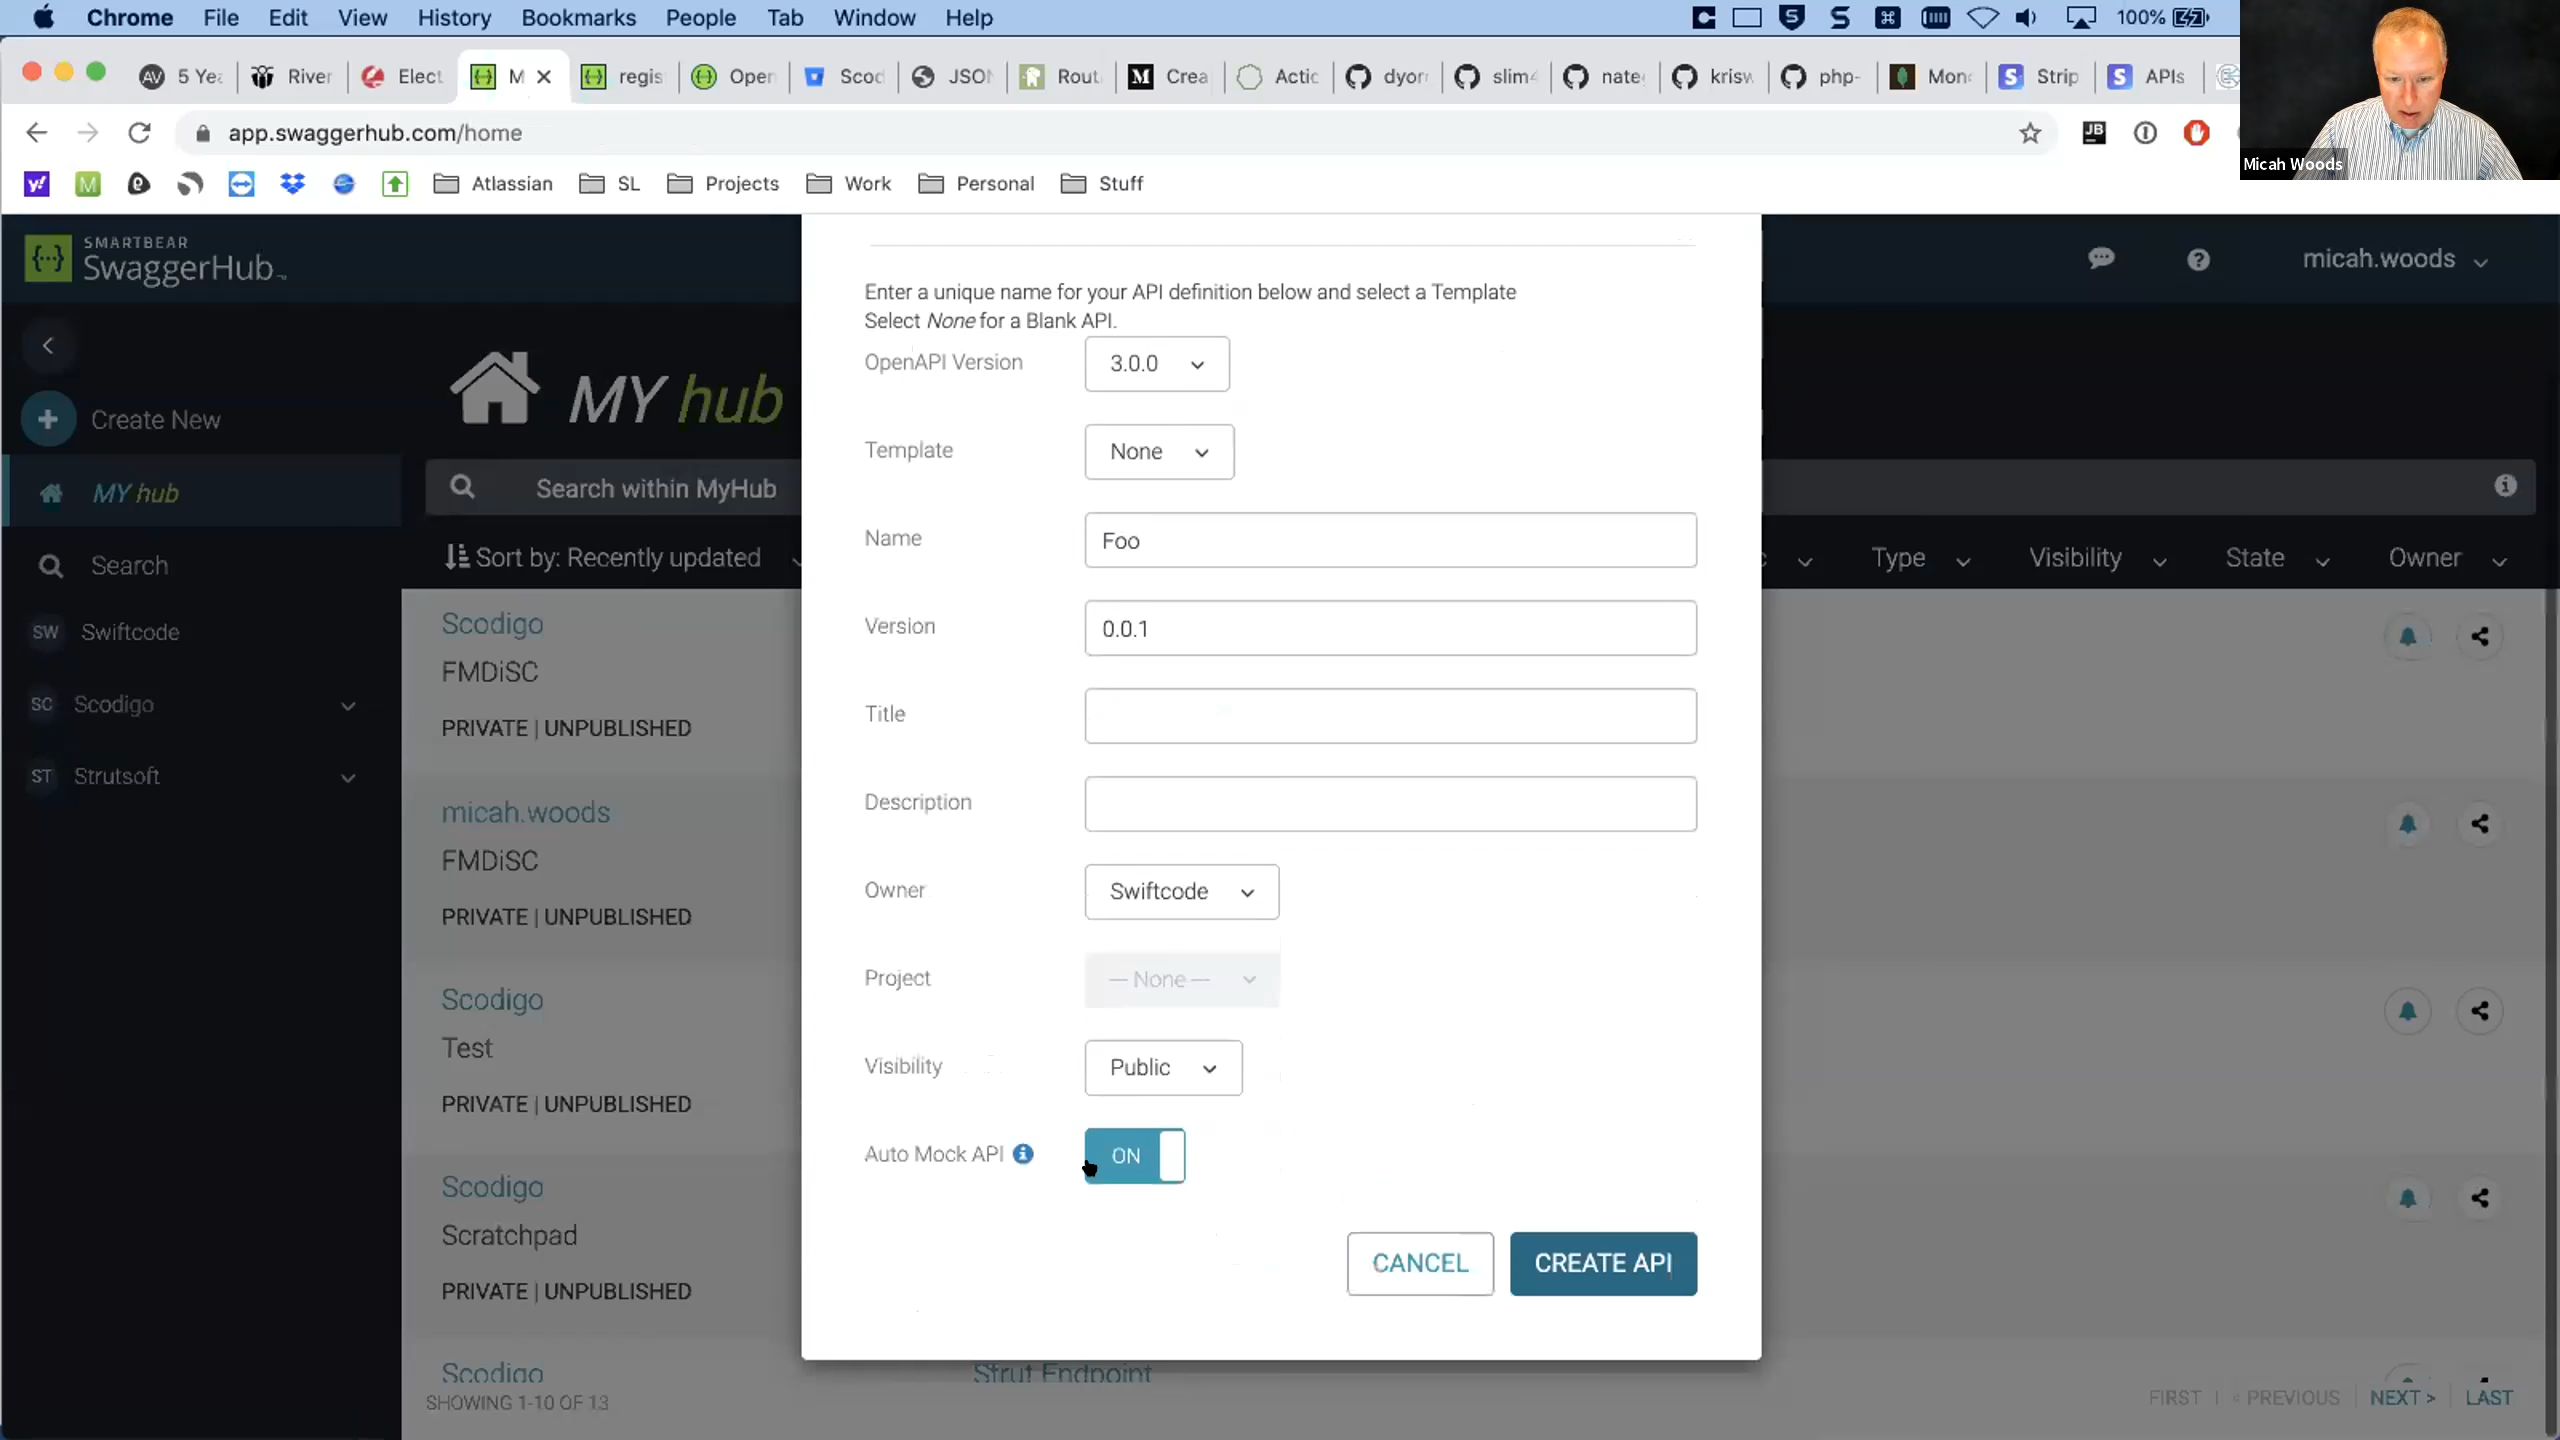 Chrome File Edit View History Bookmarks People Tab Window Help 100%
AV 5 Yea River Elect M regis Open Scod JSON Rout M Crea Actic dyorr slim4 nate krisw php- Mon S Strip S APIs
app.swaggerhub.com/home
JB
Micah Woods
Atlassian SL Projects Work Personal Stuff
SMARTBEAR
SwaggerHub
micah.woods
Enter a unique name for your API definition below and select a Template
Select None for a Blank API.
OpenAPI Version 3.0.0
Create New
MY hub
Template None
MY hub
Search within MyHub
Name Foo
Search
Sort by: Recently updated
Type Visibility State Owner
Swiftcode
SW
Version 0.0.1
Scodigo
FMDiSC
PRIVATE | UNPUBLISHED
SC Scodigo
Title
ST Strutsoft
Description
micah.woods
FMDiSC
PRIVATE | UNPUBLISHED
Owner Swiftcode
Project — None —
Scodigo
Test
PRIVATE | UNPUBLISHED
Visibility Public
Auto Mock API ON
Scodigo
Scratchpad
PRIVATE | UNPUBLISHED
CANCEL CREATE API
Scodigo Strut Endpoint
SHOWING 1-10 OF 13
FIRST | < PREVIOUS | NEXT > | LAST